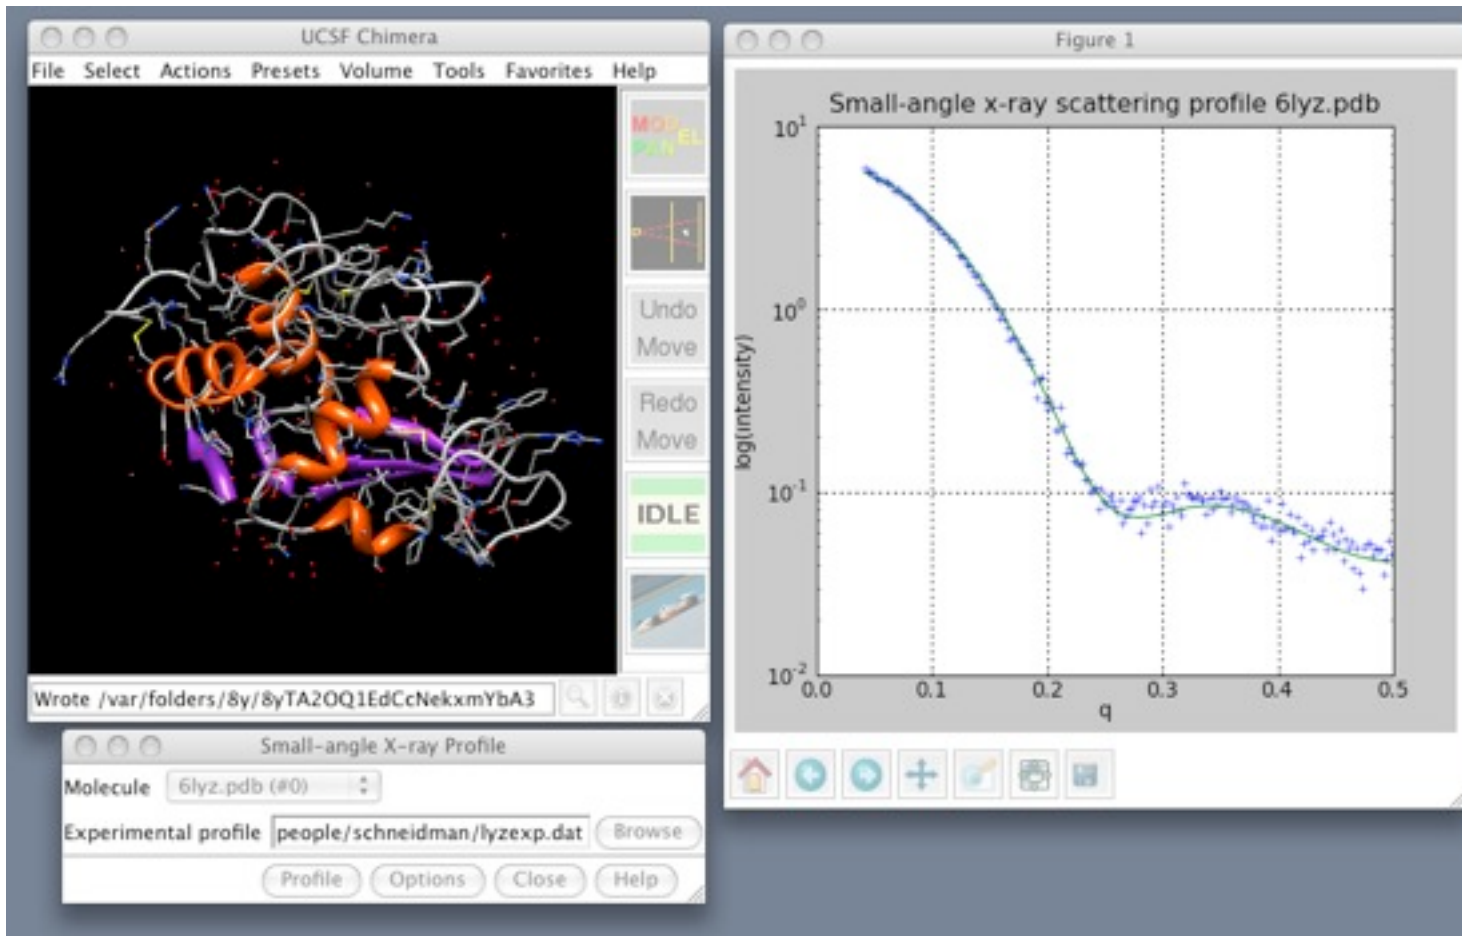 UCSF Chimera
File Select Actions Presets Volume Tools Favorites Help
MODEL
PANEL
Undo
Move
Redo
Move
IDLE
Wrote /var/folders/8y/8yTA2OQ1EdCcNekxmYbA3
Small-angle X-ray Profile
Molecule 6lyz.pdb (#0)
Experimental profile people/schneidman/lyzexp.dat Browse
Profile Options Close Help
Figure 1
Small-angle x-ray scattering profile 6lyz.pdb
10¹
10⁰
10⁻¹
10⁻²
log(intensity)
0.0 0.1 0.2 0.3 0.4 0.5
q